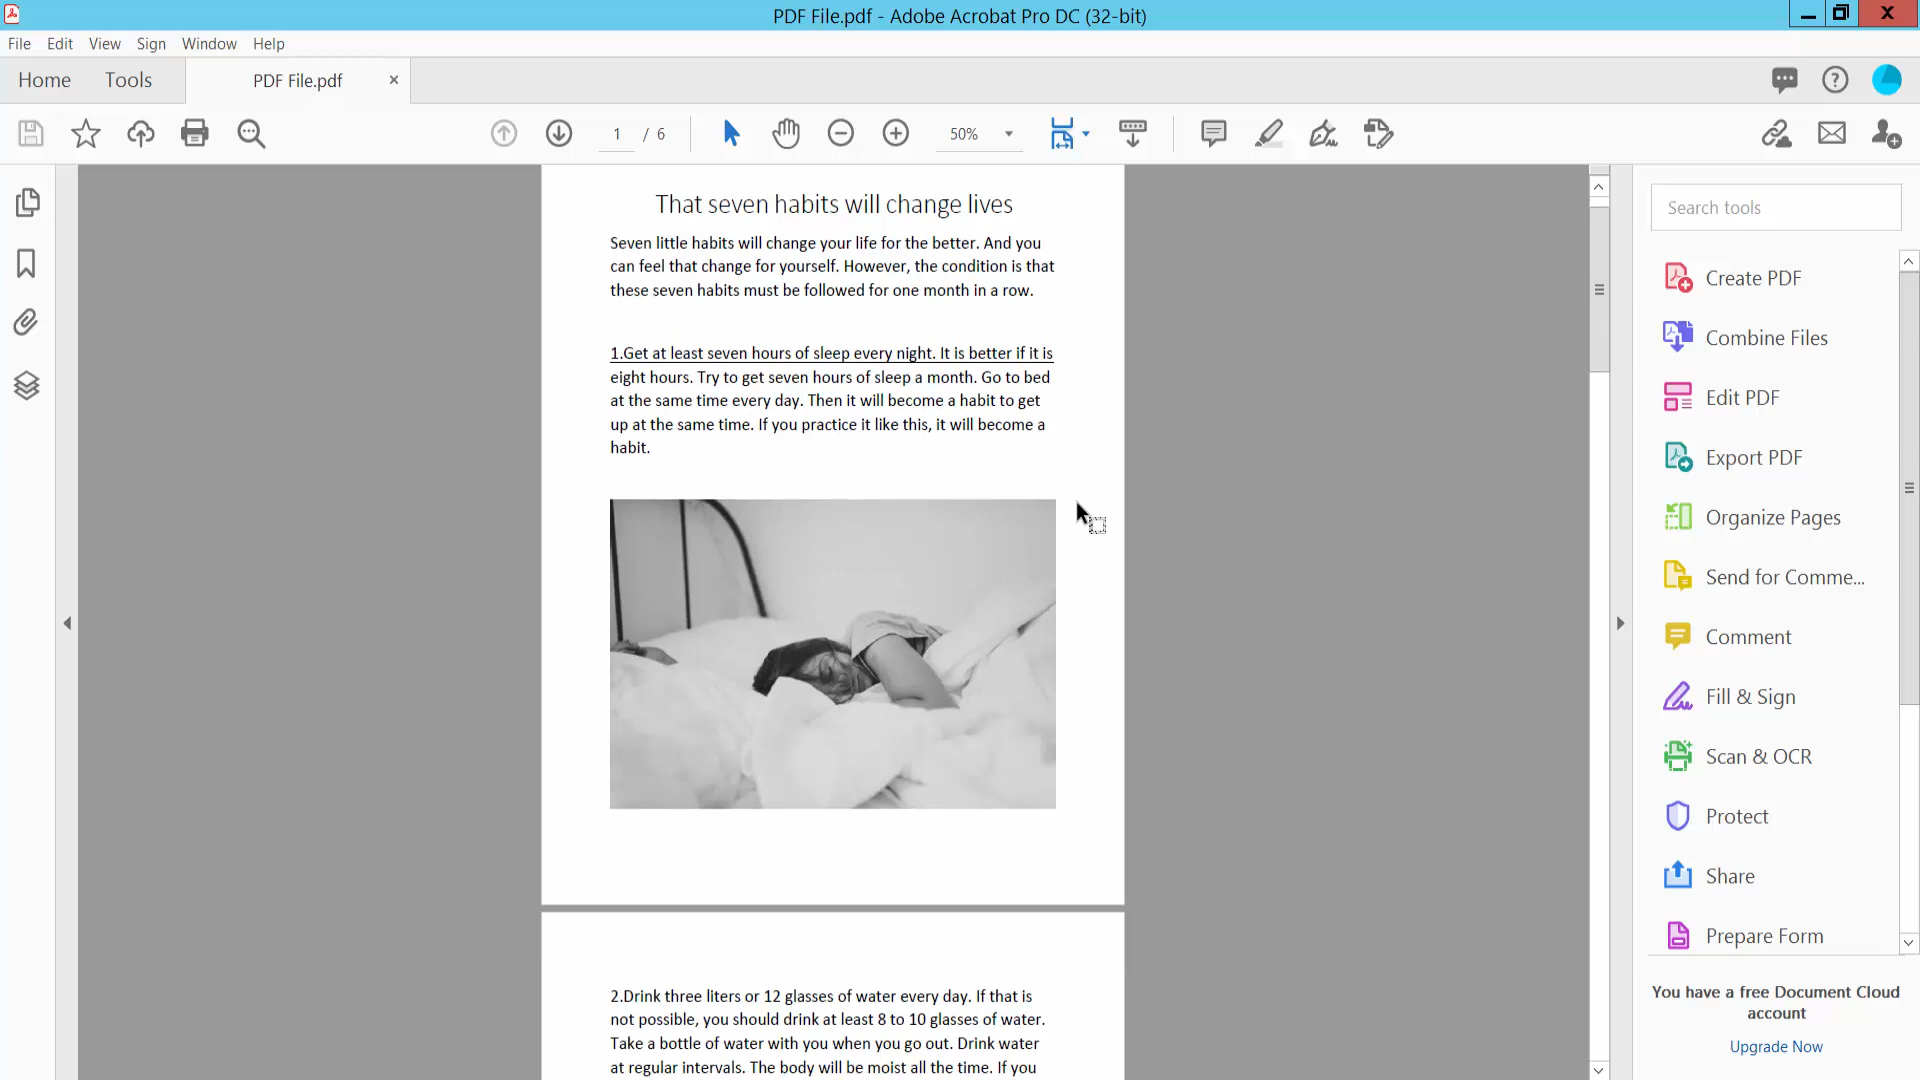 PDF File.pdf - Adobe Acrobat Pro DC (32-bit)
File Edit View Sign Window Help
Home Tools PDF File.pdf
1 / 6 50%
That seven habits will change lives
Seven little habits will change your life for the better. And you
can feel that change for yourself. However, the condition is that
these seven habits must be followed for one month in a row.
1.Get at least seven hours of sleep every night. It is better if it is
eight hours. Try to get seven hours of sleep a month. Go to bed
at the same time every day. Then it will become a habit to get
up at the same time. If you practice it like this, it will become a
habit.
2.Drink three liters or 12 glasses of water every day. If that is
not possible, you should drink at least 8 to 10 glasses of water.
Take a bottle of water with you when you go out. Drink water
at regular intervals. The body will be moist all the time. If you
Search tools
Create PDF
Combine Files
Edit PDF
Export PDF
Organize Pages
Send for Comme...
Comment
Fill & Sign
Scan & OCR
Protect
Share
Prepare Form
You have a free Document Cloud
account
Upgrade Now